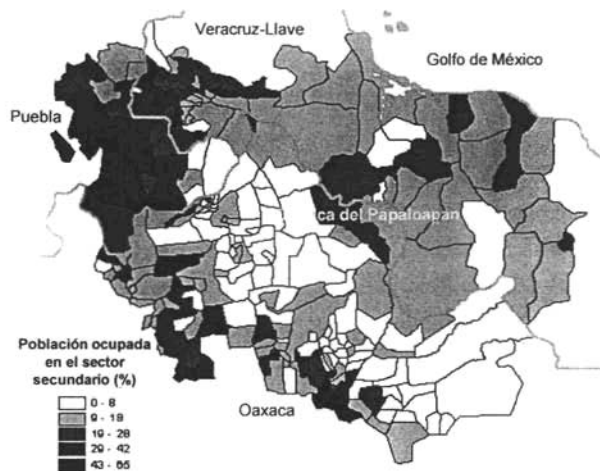 Veracruz-Llave
Golfo de México
Puebla
ca del Papaloapan
Población ocupada
en el sector
secundario (%)
0 - 8
9 - 18
19 - 28
29 - 42
43 - 65
Oaxaca